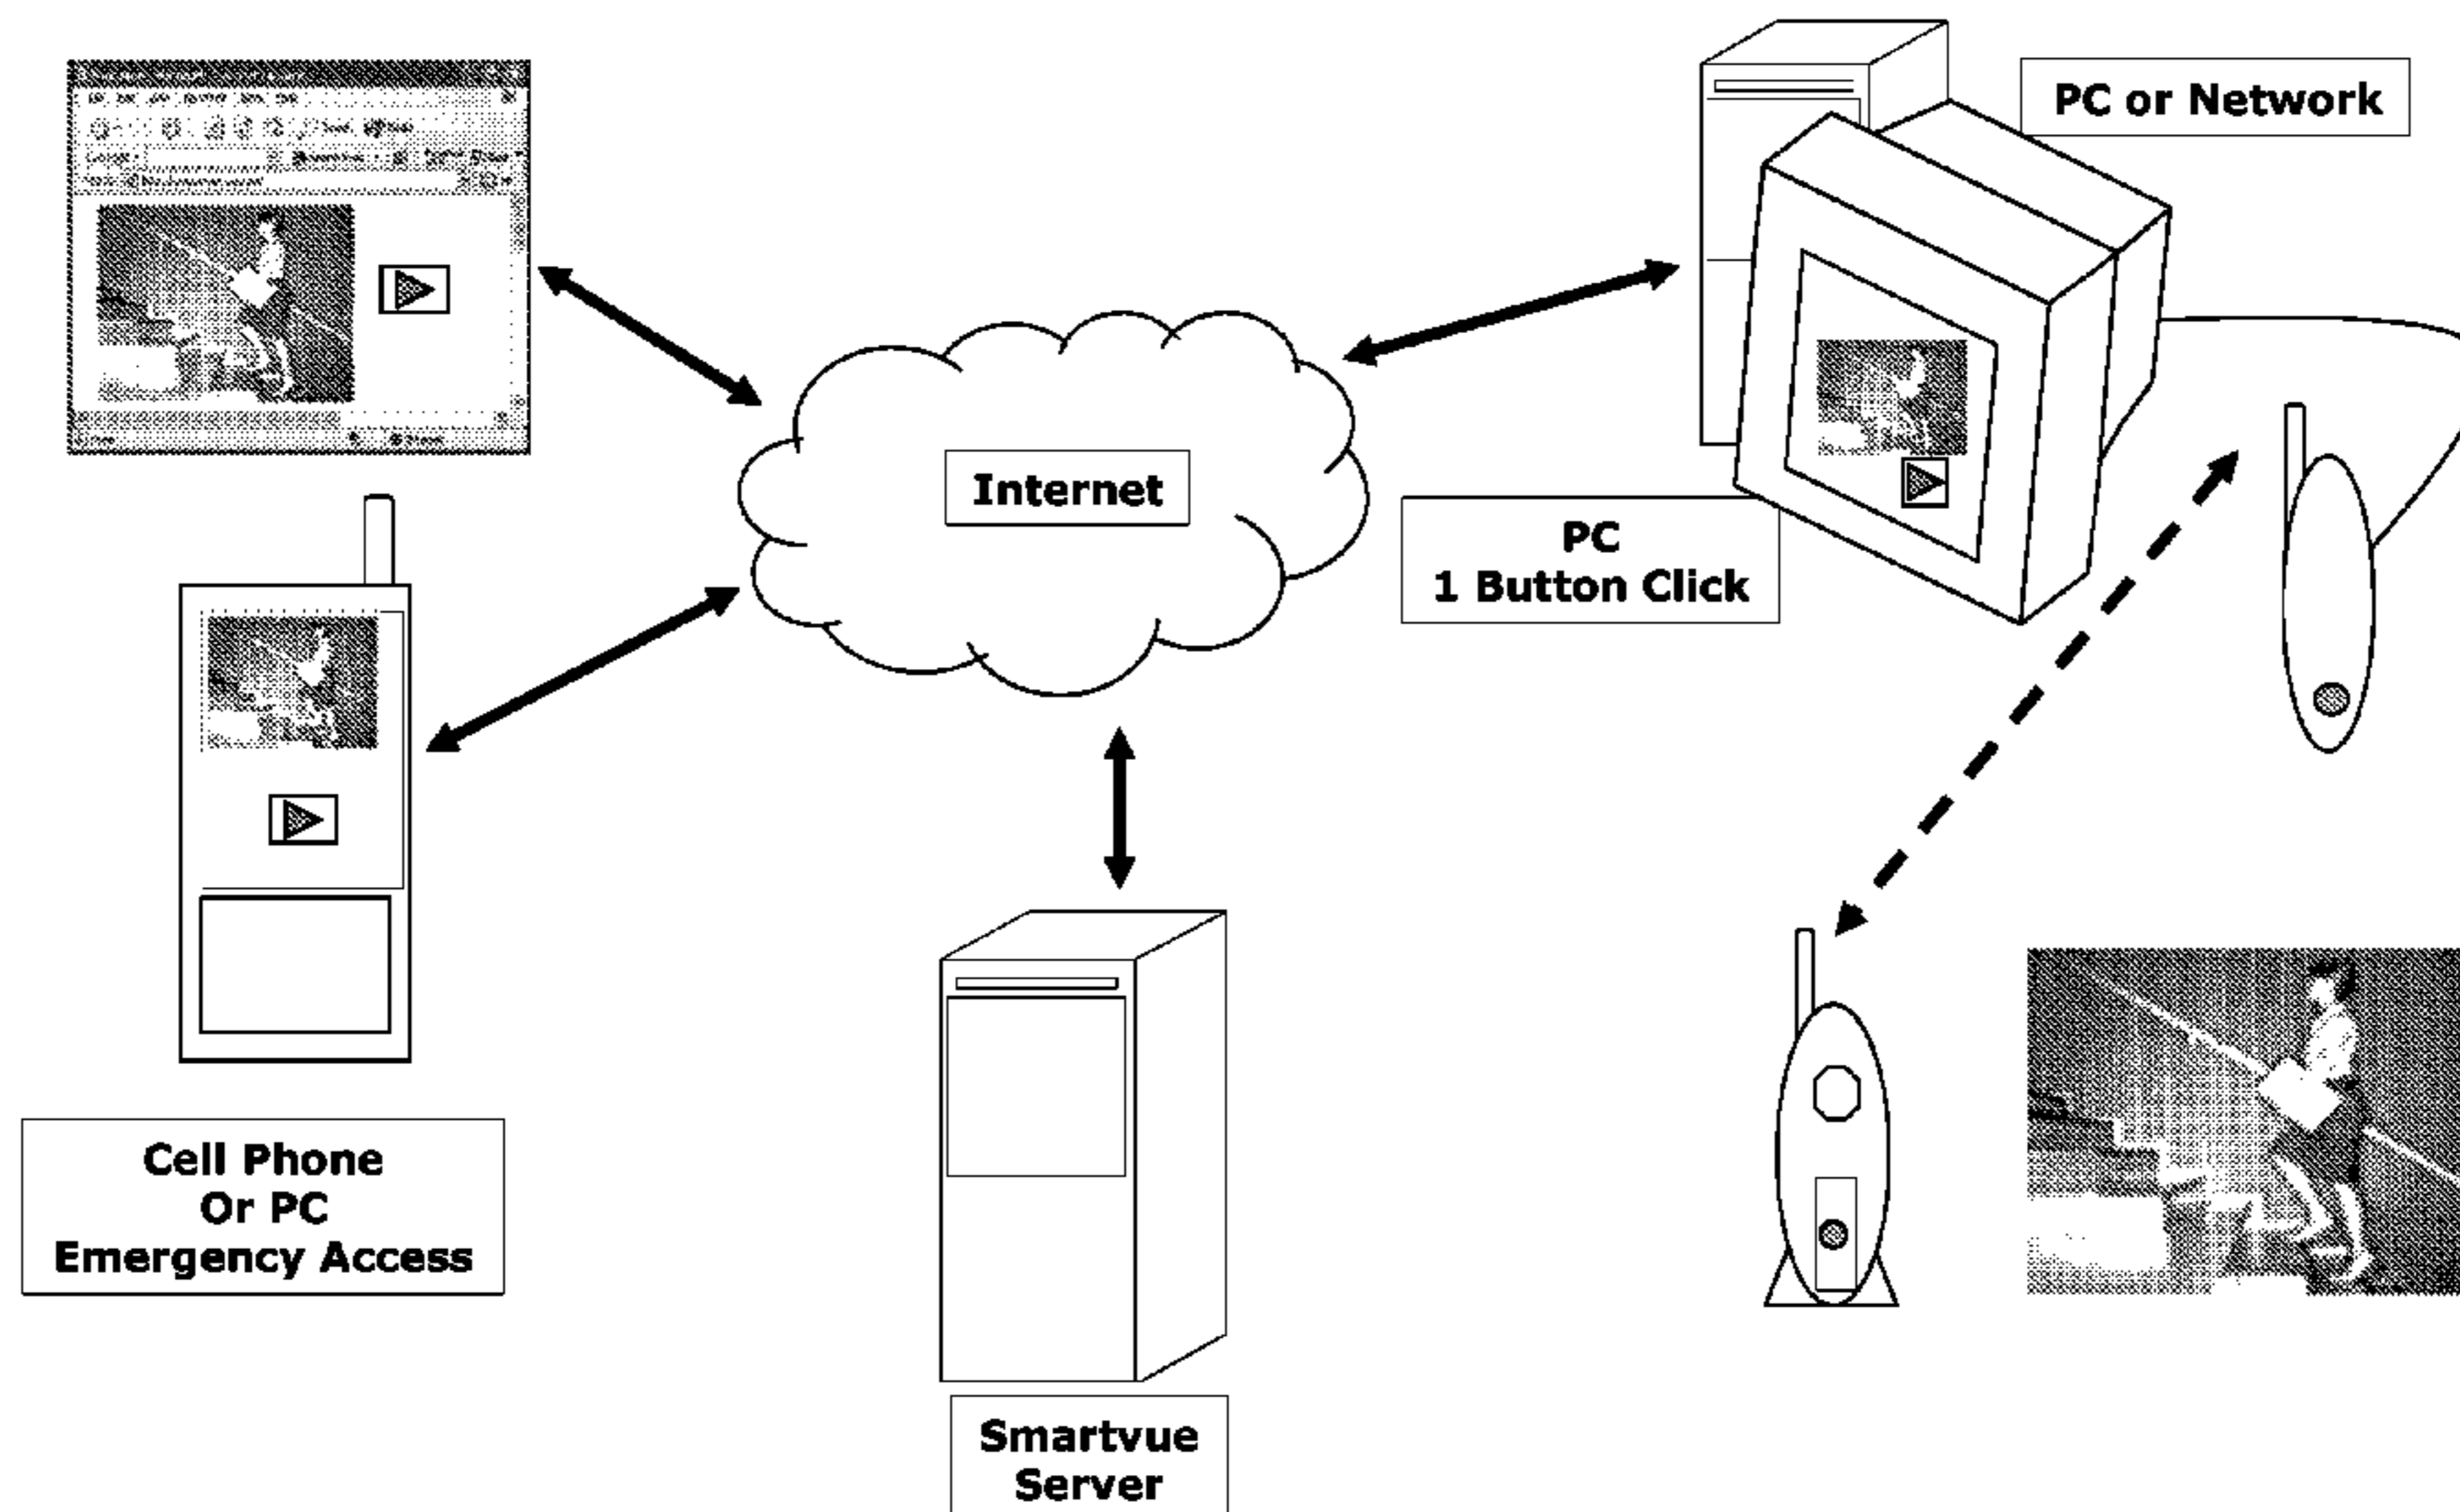 PC or Network
Internet
PC
1 Button Click
Cell Phone
Or PC
Emergency Access
Smartvue
Server